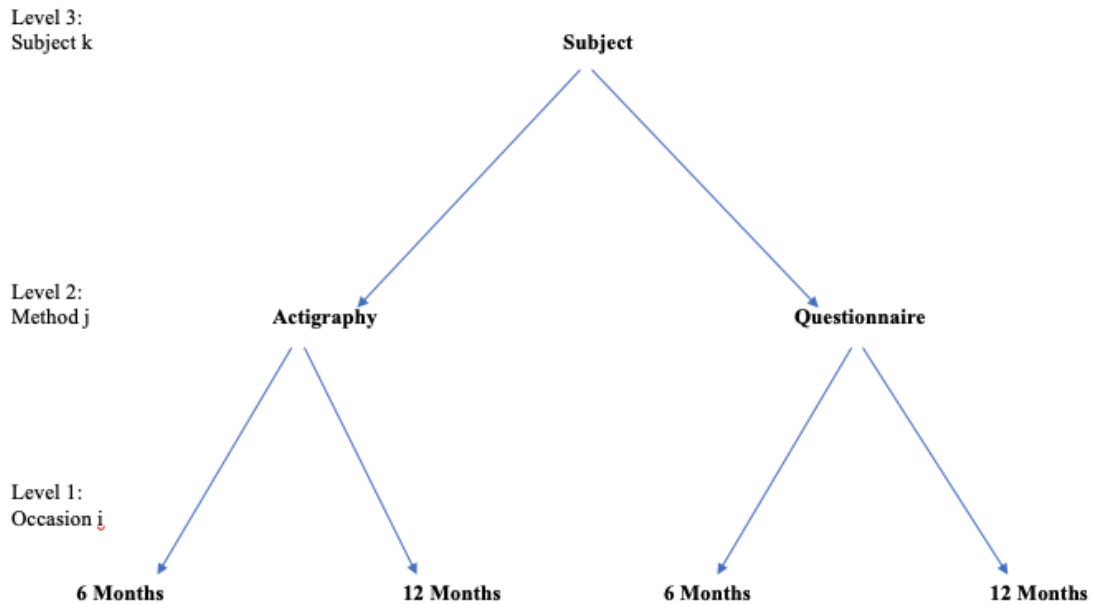 Level 3:
Subject k
Subject
Level 2:
Method j
Actigraphy
Questionnaire
Level 1:
Occasion i
6 Months
12 Months
6 Months
12 Months